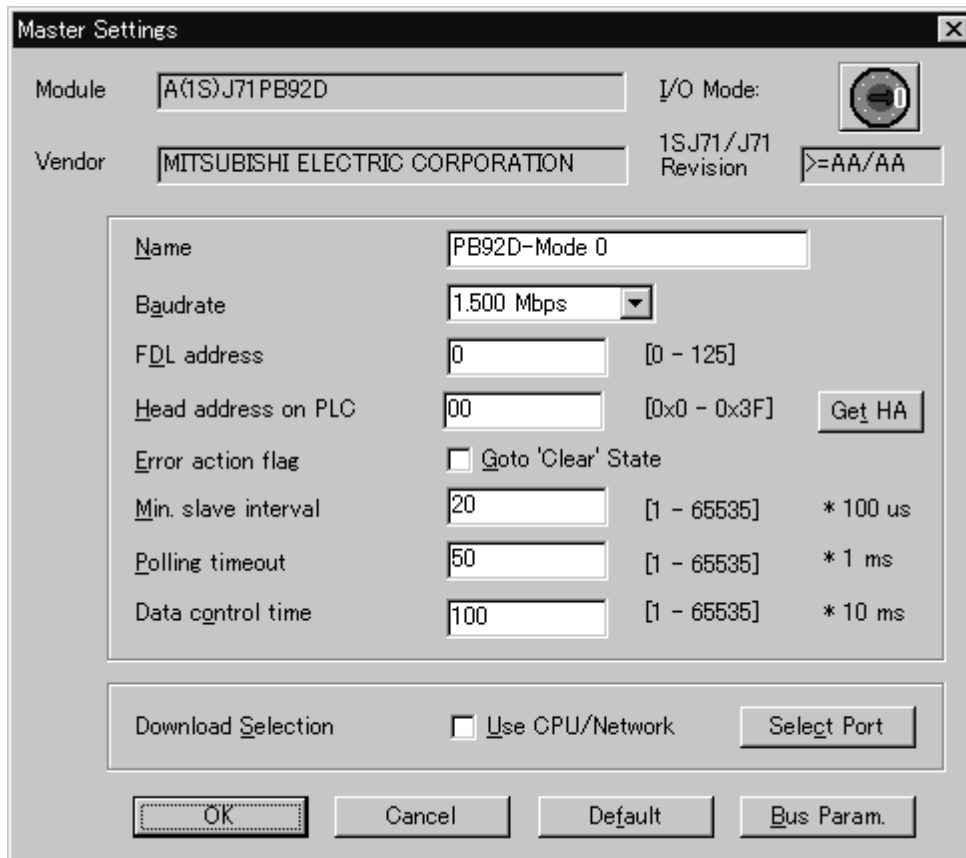 Master Settings
Module A(1S)J71PB92D I/O Mode: 0
Vendor MITSUBISHI ELECTRIC CORPORATION 1SJ71/J71 Revision >=AA/AA
Name PB92D-Mode 0
Baudrate 1.500 Mbps
FDL address 0 [0 - 125]
Head address on PLC 00 [0x0 - 0x3F] Get HA
Error action flag Goto 'Clear' State
Min. slave interval 20 [1 - 65535] * 100 us
Polling timeout 50 [1 - 65535] * 1 ms
Data control time 100 [1 - 65535] * 10 ms
Download Selection Use CPU/Network Select Port
OK Cancel Default Bus Param.